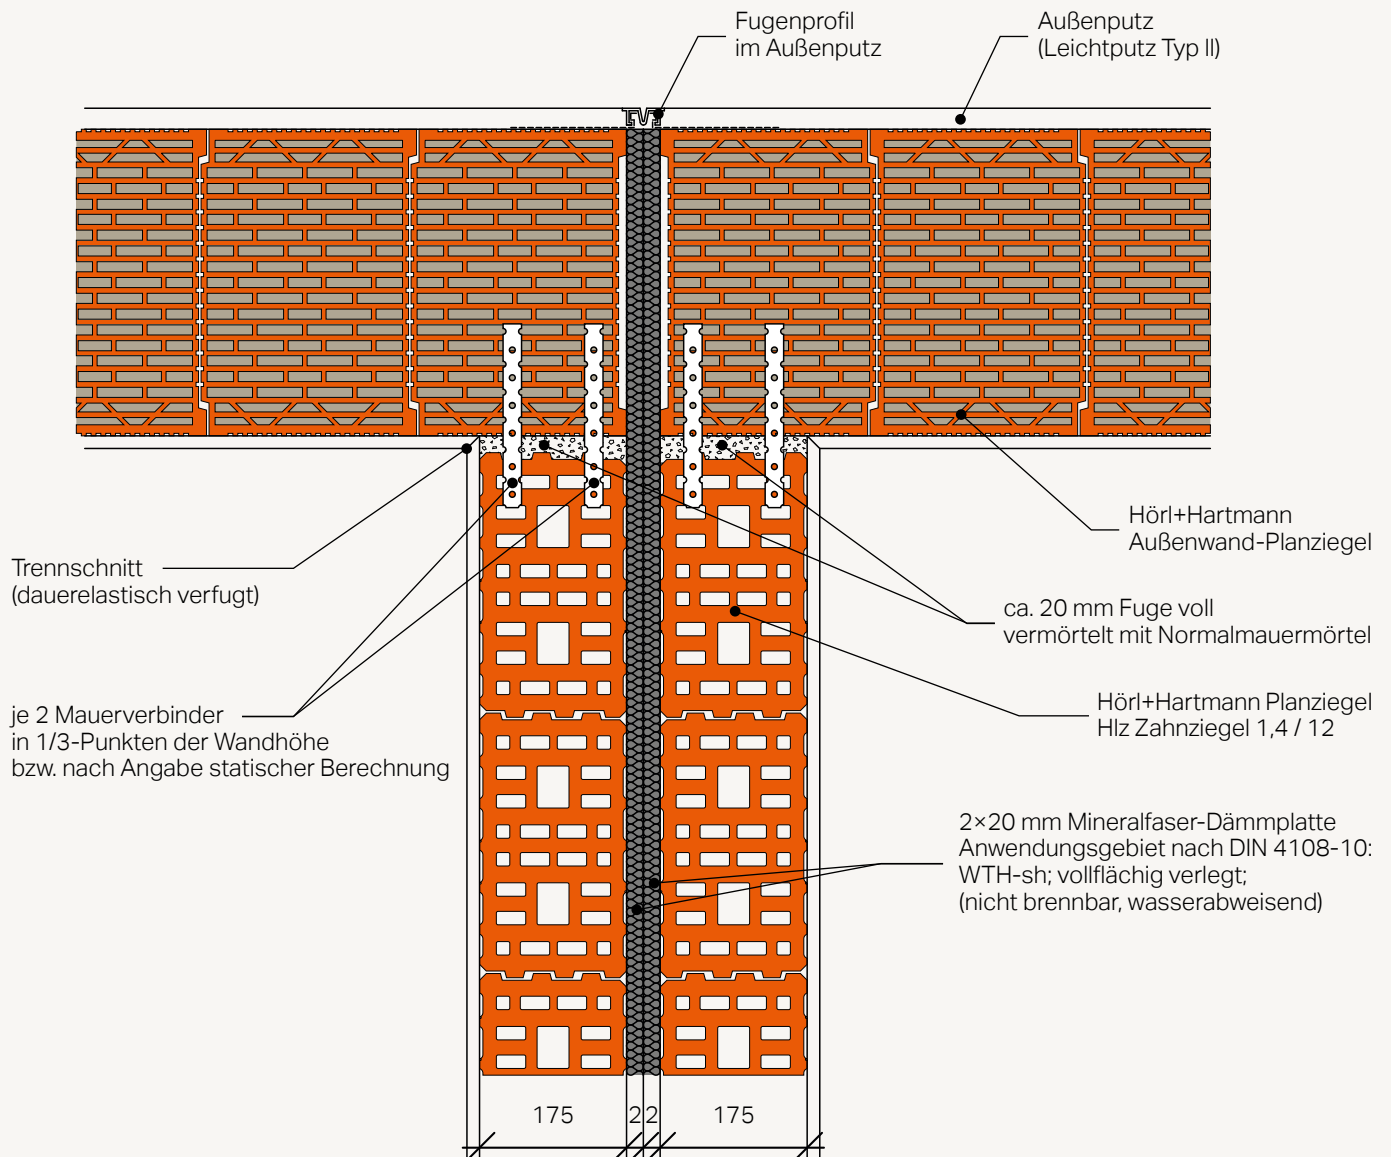 Fugenprofil
im Außenputz
Außenputz
(Leichtputz Typ II)
Hörl+Hartmann
Außenwand-Planziegel
Trennschnitt
(dauerelastisch verfugt)
ca. 20 mm Fuge voll
vermörtelt mit Normalmauermörtel
je 2 Mauerverbinder
in 1/3-Punkten der Wandhöhe
bzw. nach Angabe statischer Berechnung
Hörl+Hartmann Planziegel
Hlz Zahnziegel 1,4 / 12
2×20 mm Mineralfaser-Dämmplatte
Anwendungsgebiet nach DIN 4108-10:
WTH-sh; vollflächig verlegt;
(nicht brennbar, wasserabweisend)
175 2 2 175